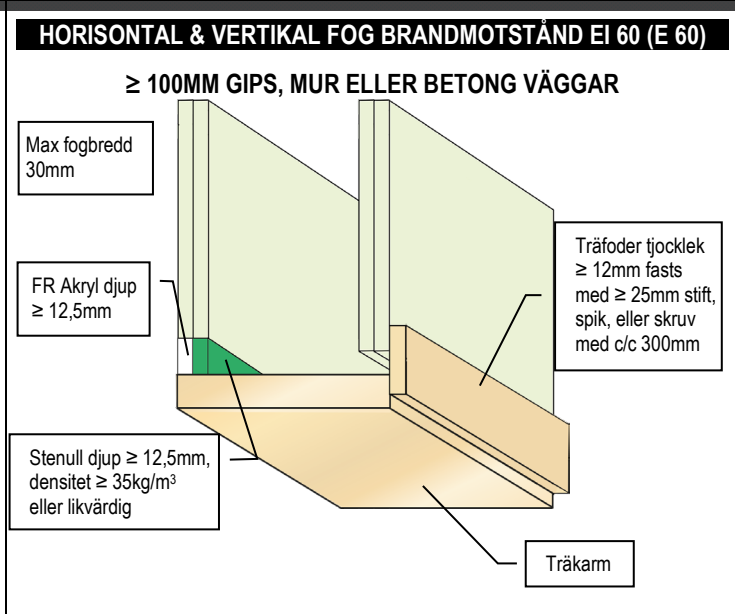 HORISONTAL & VERTIKAL FOG BRANDMOTSTÅND EI 60 (E 60)
≥ 100MM GIPS, MUR ELLER BETONG VÄGGAR
Max fogbredd
30mm
FR Akryl djup
≥ 12,5mm
Träfoder tjocklek
≥ 12mm fasts
med ≥ 25mm stift,
spik, eller skruv
med c/c 300mm
Stenull djup ≥ 12,5mm,
densitet ≥ 35kg/m³
eller likvärdig
Träkarm